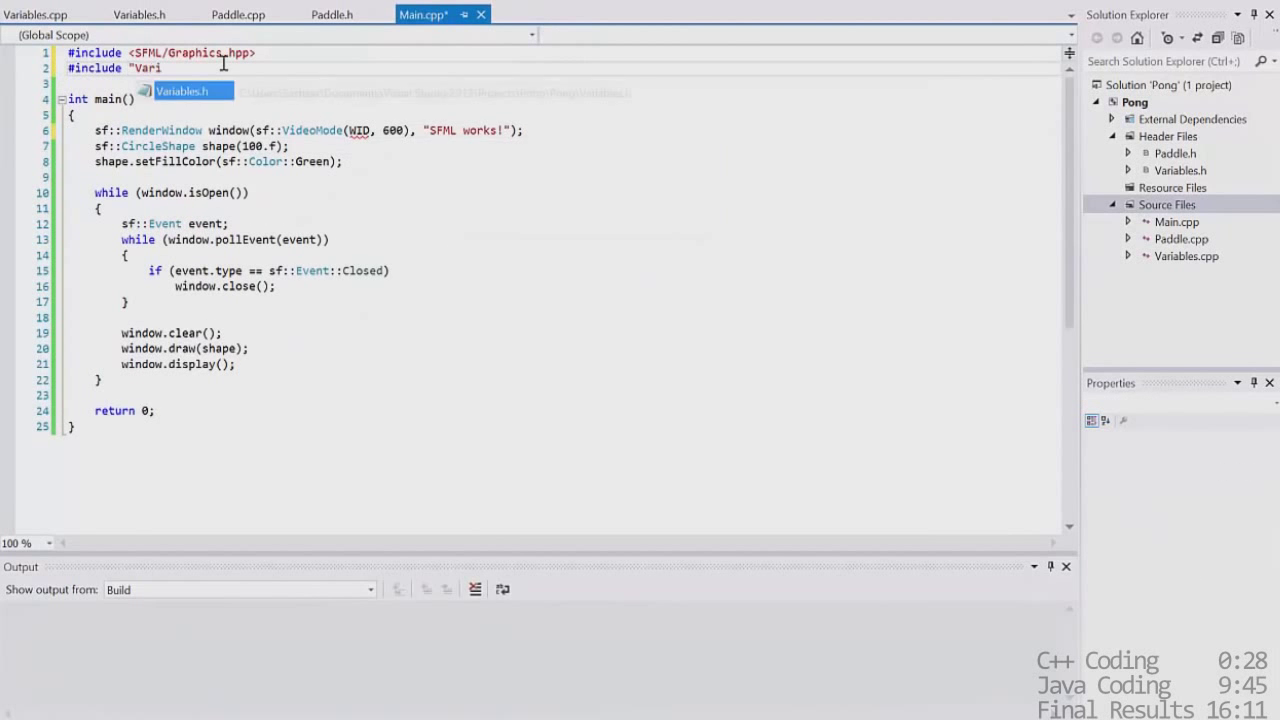 Variables.cpp Variables.h Paddle.cpp Paddle.h Main.cpp*
(Global Scope)
1 #include <SFML/Graphics.hpp>
2 #include "Vari
3 Variables.h
4 int main()
5 {
6 sf::RenderWindow window(sf::VideoMode(WID, 600), "SFML works!");
7 sf::CircleShape shape(100.f);
8 shape.setFillColor(sf::Color::Green);
9
10 while (window.isOpen())
11 {
12 sf::Event event;
13 while (window.pollEvent(event))
14 {
15 if (event.type == sf::Event::Closed)
16 window.close();
17 }
18
19 window.clear();
20 window.draw(shape);
21 window.display();
22 }
23
24 return 0;
25 }
100 %
Output
Show output from: Build
Solution Explorer
Search Solution Explorer (Ctrl+;)
Solution 'Pong' (1 project)
Pong
External Dependencies
Header Files
Paddle.h
Variables.h
Resource Files
Source Files
Main.cpp
Paddle.cpp
Variables.cpp
Properties
C++ Coding 0:28
Java Coding 9:45
Final Results 16:11